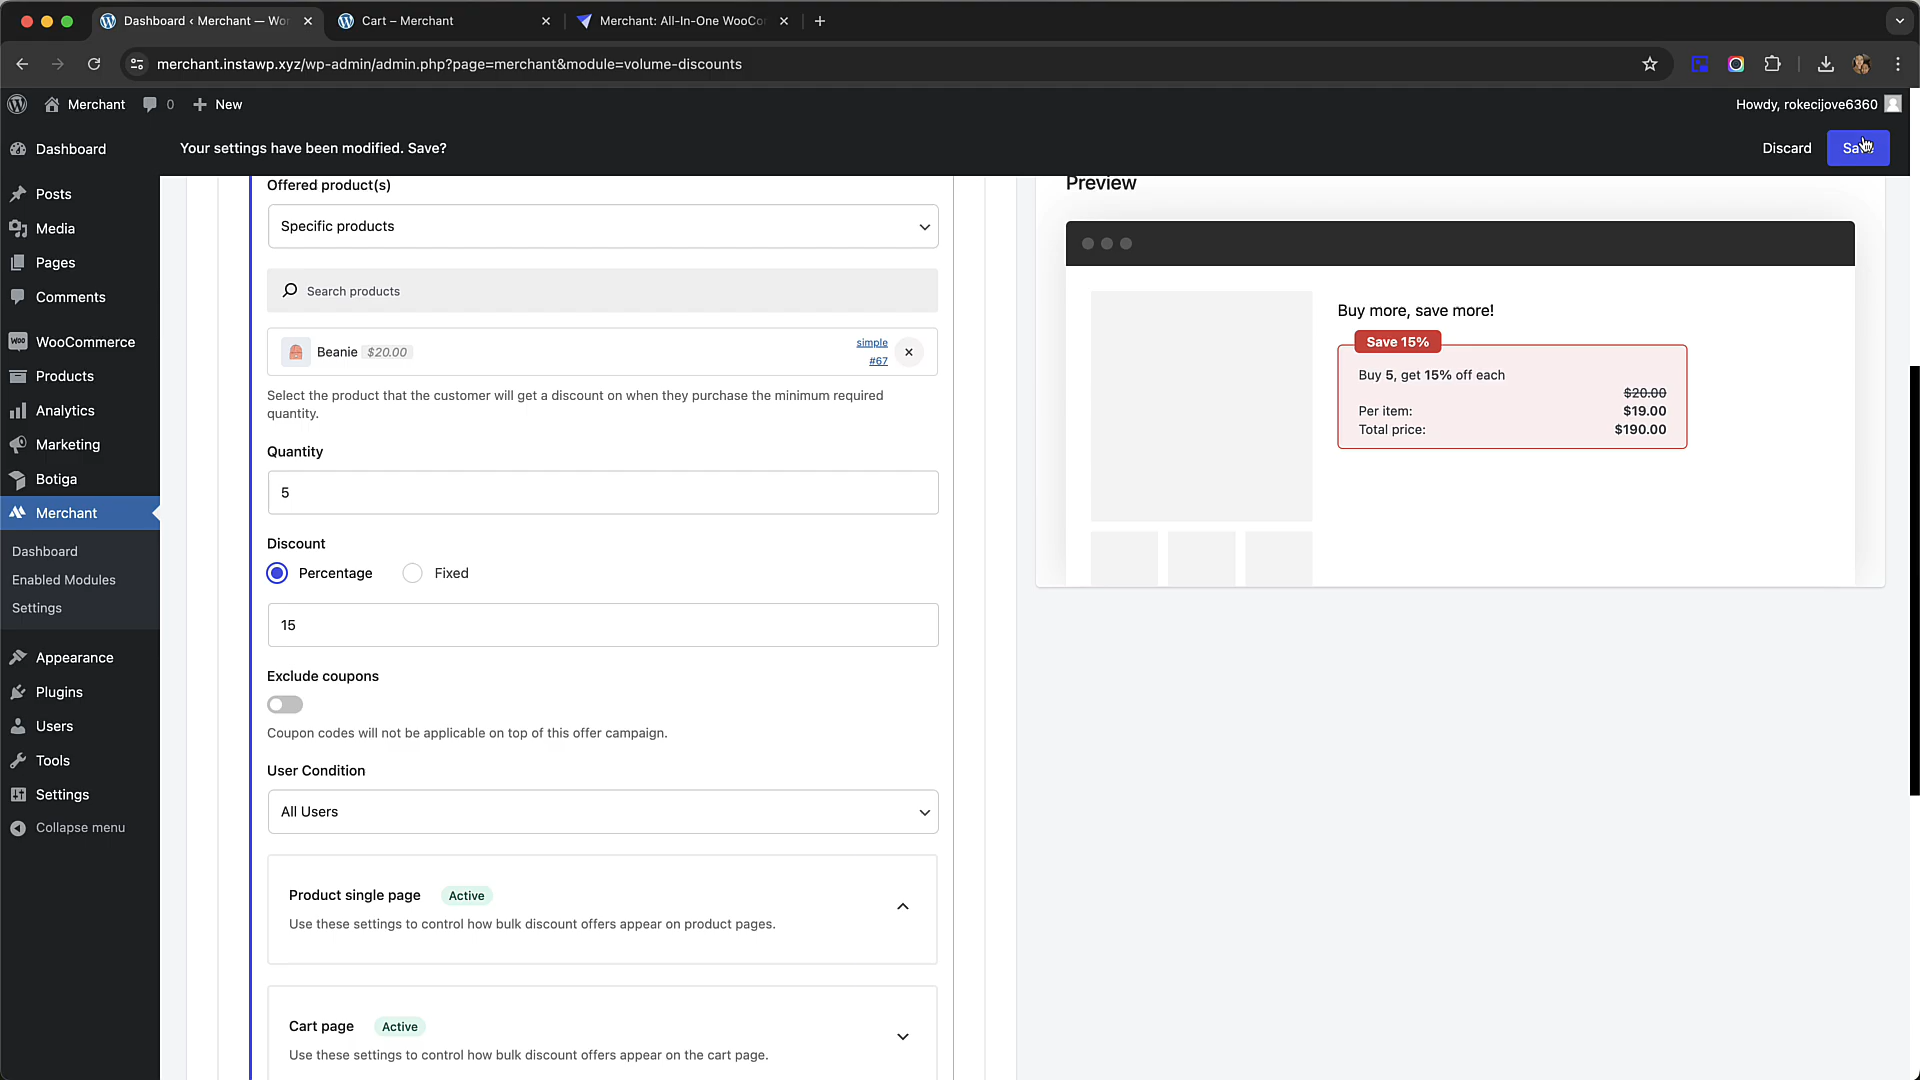 Dashboard ‹ Merchant — Wor
Cart – Merchant
Merchant: All-In-One WooCo
merchant.instawp.xyz/wp-admin/admin.php?page=merchant&module=volume-discounts
Merchant
0
New
Howdy, rokecijove6360
Your settings have been modified. Save?
Discard
Dashboard
Posts
Media
Pages
Comments
WooCommerce
Products
Analytics
Marketing
Botiga
Merchant
Dashboard
Enabled Modules
Settings
Appearance
Plugins
Users
Tools
Settings
Collapse menu
Offered product(s)
Specific products
Search products
Beanie $20.00
simple
#67
Select the product that the customer will get a discount on when they purchase the minimum required
quantity.
Quantity
5
Discount
Percentage
Fixed
15
Exclude coupons
Coupon codes will not be applicable on top of this offer campaign.
User Condition
All Users
Product single page Active
Use these settings to control how bulk discount offers appear on product pages.
Cart page Active
Use these settings to control how bulk discount offers appear on the cart page.
Preview
Buy more, save more!
Save 15%
Buy 5, get 15% off each
$20.00
Per item: $19.00
Total price: $190.00